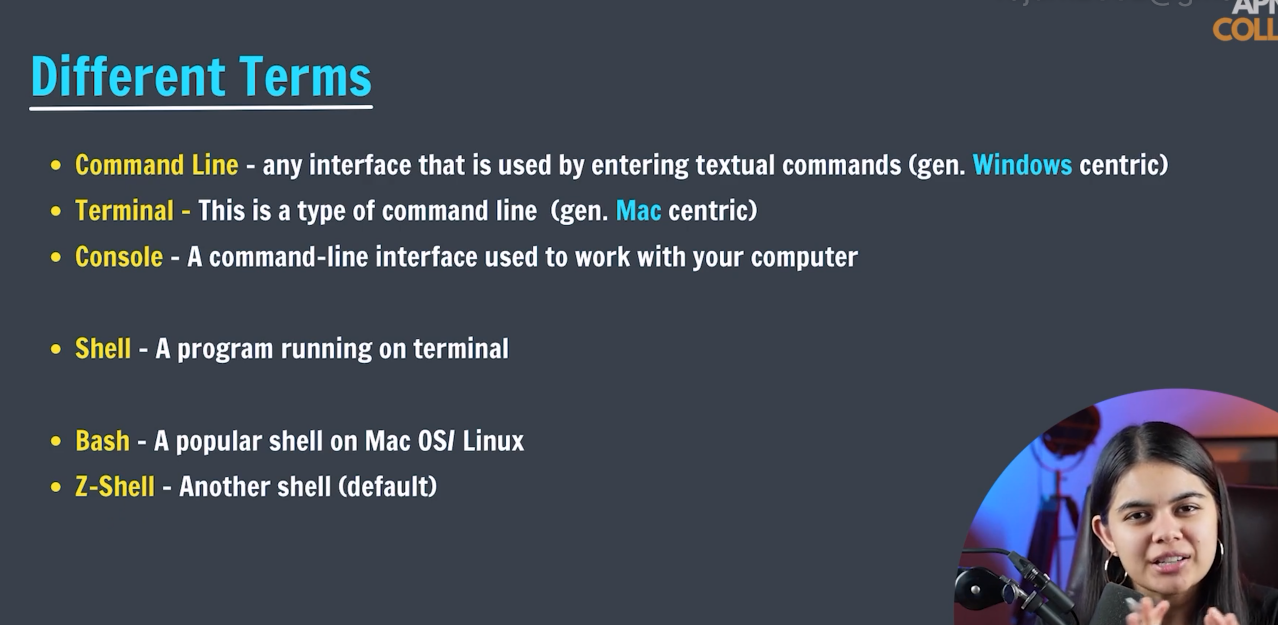 APN
COLL
Different Terms
• Command Line - any interface that is used by entering textual commands (gen. Windows centric)
• Terminal - This is a type of command line (gen. Mac centric)
• Console - A command-line interface used to work with your computer
• Shell - A program running on terminal
• Bash - A popular shell on Mac OS/ Linux
• Z-Shell - Another shell (default)